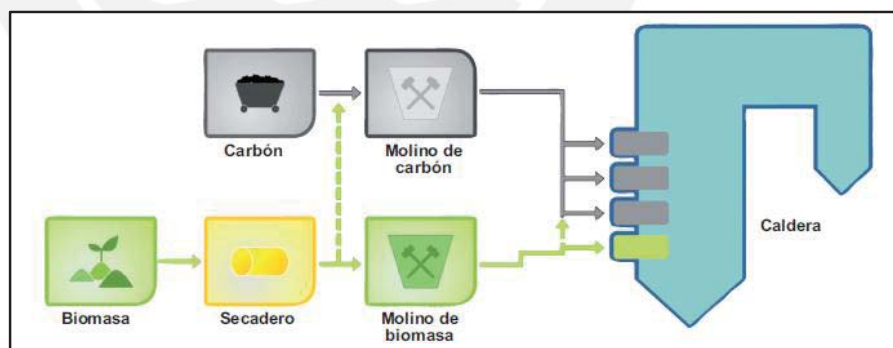 Carbón
Molino de
carbón
Caldera
Biomasa
Secadero
Molino de
biomasa